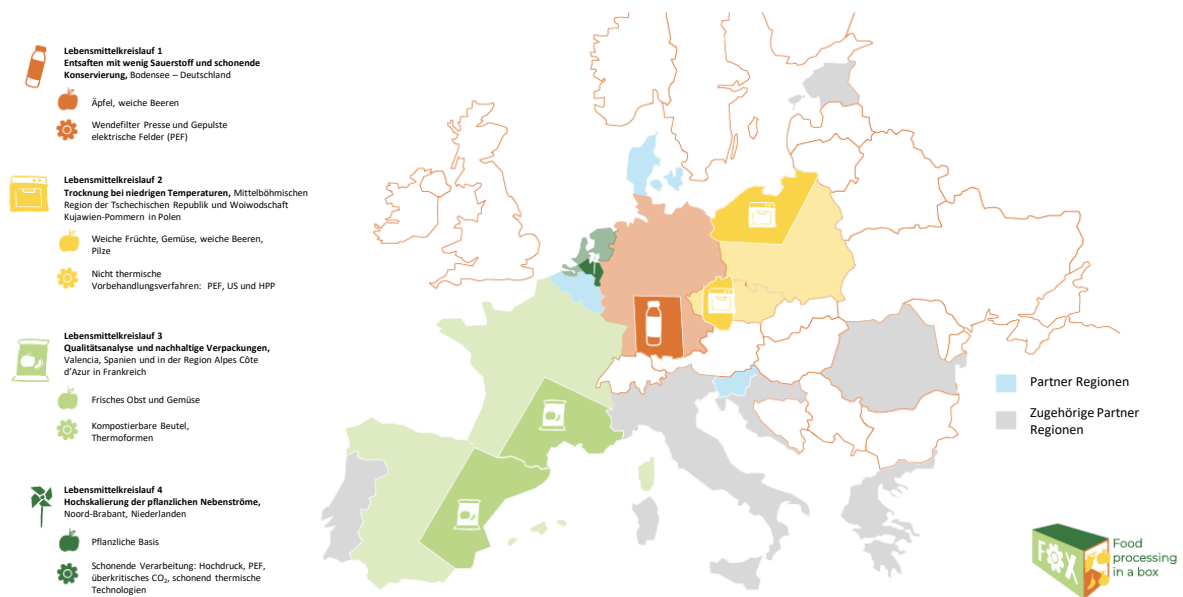 Lebensmittelkreislauf 1
Entsaften mit wenig Sauerstoff und schonende
Konservierung, Bodensee – Deutschland
Äpfel, weiche Beeren
Wendefilter Presse und Gepulste
elektrische Felder (PEF)
Lebensmittelkreislauf 2
Trocknung bei niedrigen Temperaturen, Mittelböhmischen
Region der Tschechischen Republik und Woiwodschaft
Kujawien-Pommern in Polen
Weiche Früchte, Gemüse, weiche Beeren,
Pilze
Nicht thermische
Vorbehandlungsverfahren: PEF, US und HPP
Lebensmittelkreislauf 3
Qualitätsanalyse und nachhaltige Verpackungen,
Valencia, Spanien und in der Region Alpes Côte
d’Azur in Frankreich
Frisches Obst und Gemüse
Kompostierbare Beutel,
Thermoformen
Lebensmittelkreislauf 4
Hochskalierung der pflanzlichen Nebenströme,
Noord-Brabant, Niederlanden
Pflanzliche Basis
Schonende Verarbeitung: Hochdruck, PEF,
überkritisches CO₂, schonend thermische
Technologien
Partner Regionen
Zugehörige Partner
Regionen
FOX
Food
processing
in a box